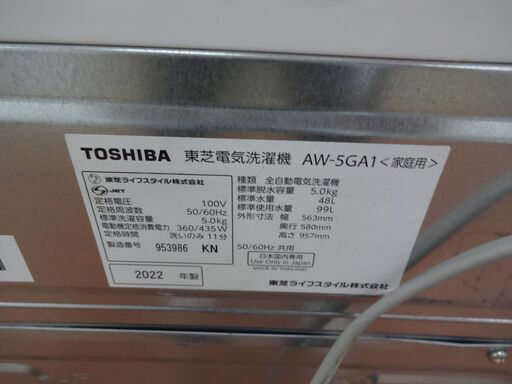 TOSHIBA 東芝電気洗濯機 AW-5GA1<家庭用>
東芝ライフスタイル株式会社
S JET
定格電圧 100V
定格周波数 50/60Hz
標準洗濯容量 5.0kg
電動機定格消費電力 360/435W
定格時間 洗いのみ 11分
製造番号 953986 KN
2022 年製
種類 全自動電気洗濯機
標準脱水容量 5.0kg
標準水量 48L
標準使用水量 99L
外形寸法 幅 563mm
奥行 580mm
高さ 957mm
50/60Hz 共用
日本国内専用
Use Only in Japan
MADE IN THAILAND
東芝ライフスタイル株式会社